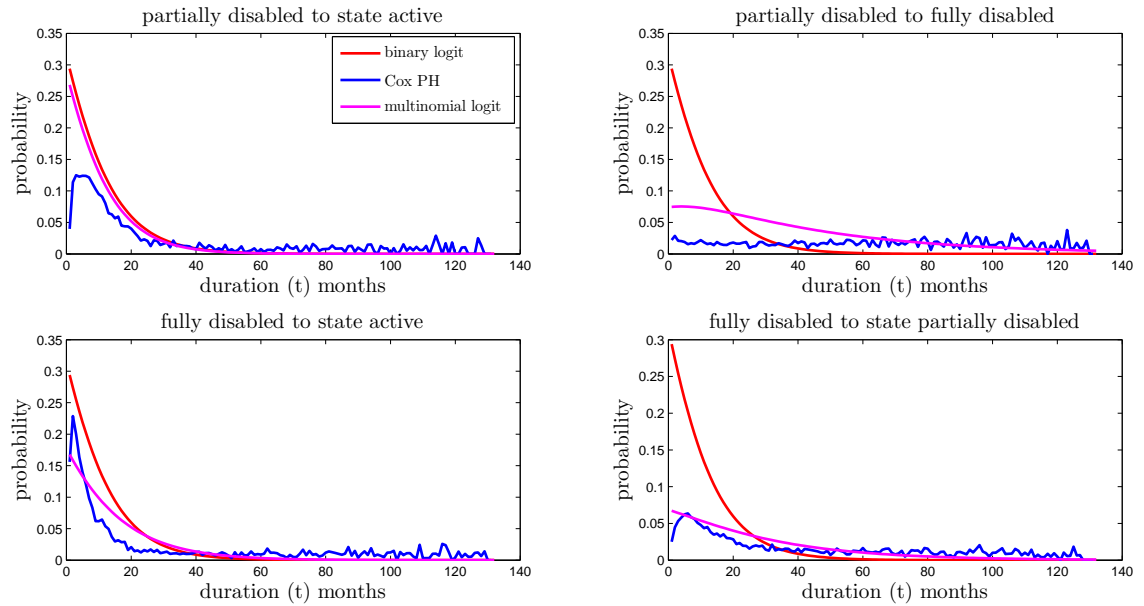 partially disabled to state active
0.35
0.3
0.25
0.2
0.15
0.1
0.05
0
probability
binary logit
Cox PH
multinomial logit
0 20 40 60 80 100 120 140
duration (t) months
partially disabled to fully disabled
0.35
0.3
0.25
0.2
0.15
0.1
0.05
0
probability
0 20 40 60 80 100 120 140
duration (t) months
fully disabled to state active
0.35
0.3
0.25
0.2
0.15
0.1
0.05
0
probability
0 20 40 60 80 100 120 140
duration (t) months
fully disabled to state partially disabled
0.3
0.25
0.2
0.15
0.1
0.05
0
probability
0 20 40 60 80 100 120 140
duration (t) months